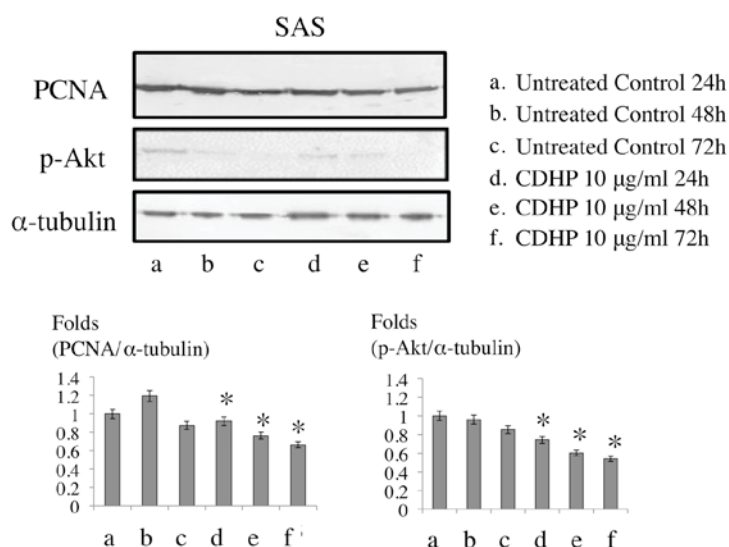 SAS
PCNA
p-Akt
α-tubulin
a b c d e f
a. Untreated Control 24h
b. Untreated Control 48h
c. Untreated Control 72h
d. CDHP 10 μg/ml 24h
e. CDHP 10 μg/ml 48h
f. CDHP 10 μg/ml 72h
Folds
(PCNA/α-tubulin)
1.4
1.2
1
0.8
0.6
0.4
0.2
0
* * *
a b c d e f
Folds
(p-Akt/α-tubulin)
1.4
1.2
1
0.8
0.6
0.4
0.2
0
* * *
a b c d e f